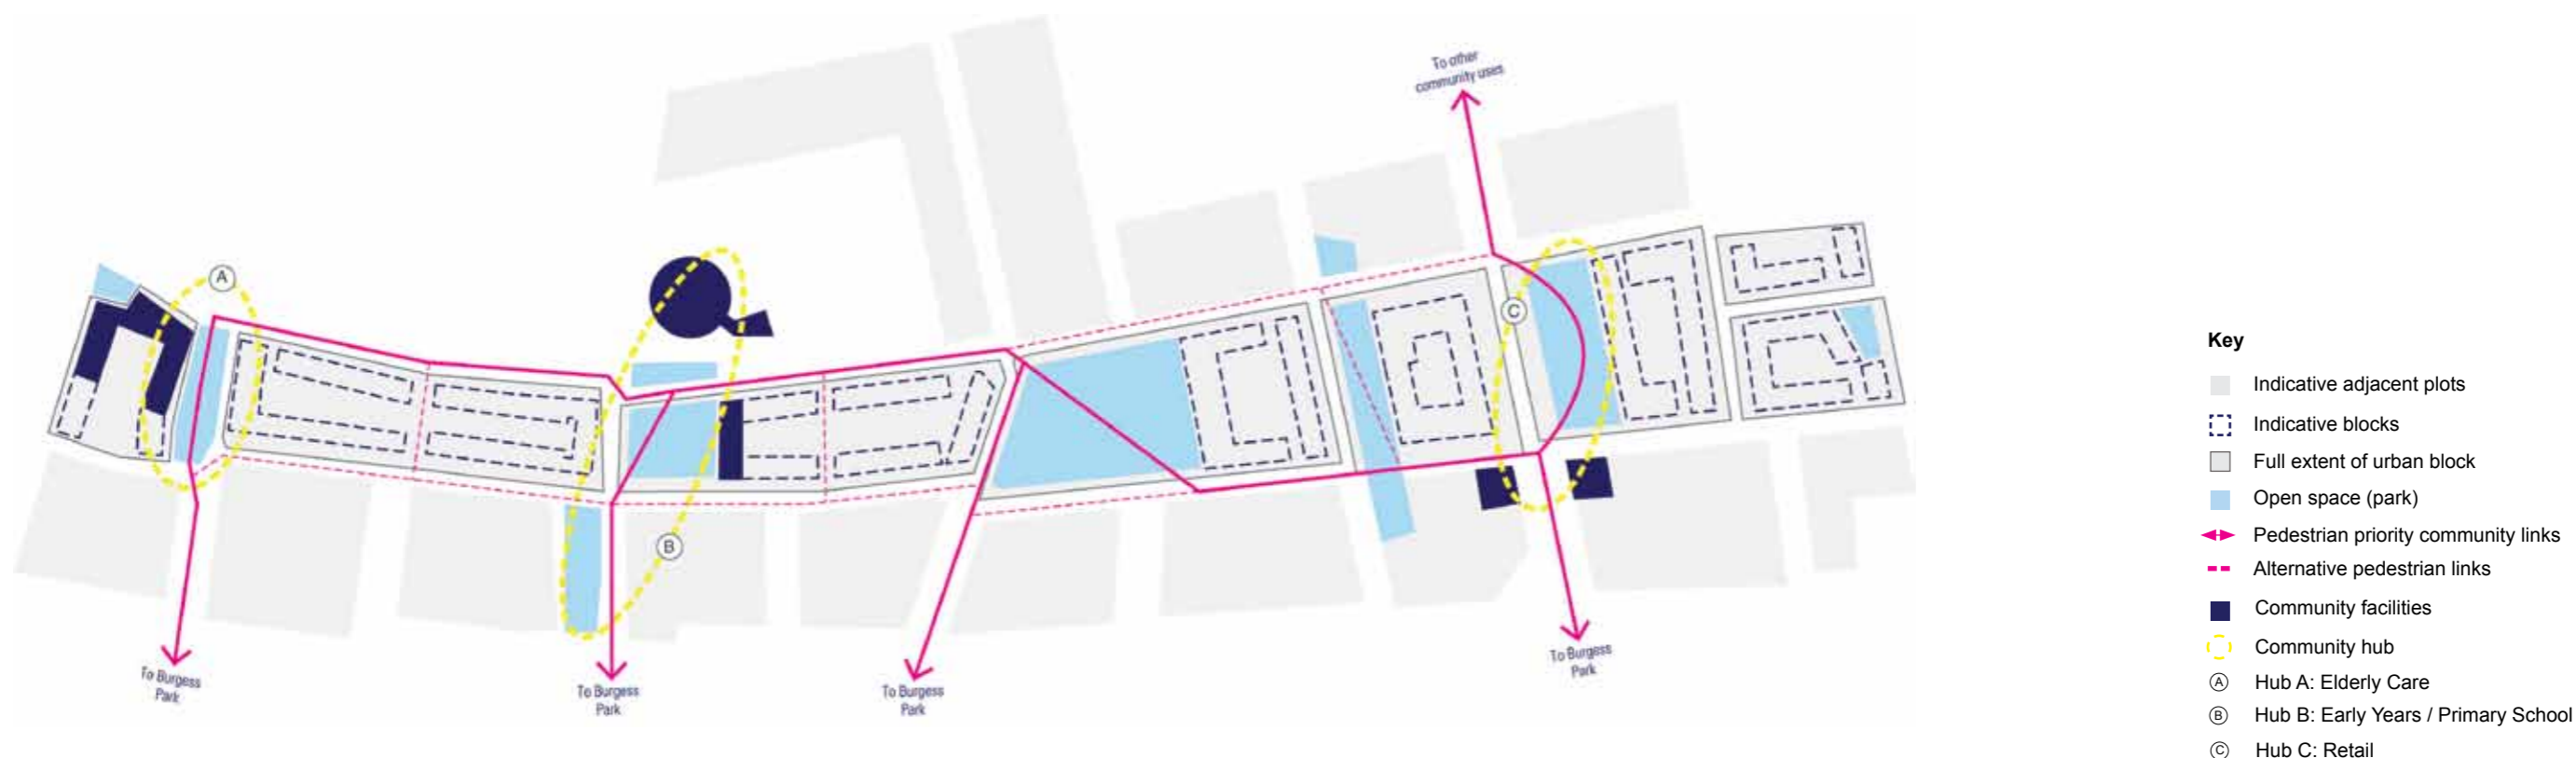 To other
community uses
A
C
B
To Burgess
Park
To Burgess
Park
To Burgess
Park
To Burgess
Park
Key
Indicative adjacent plots
Indicative blocks
Full extent of urban block
Open space (park)
Pedestrian priority community links
Alternative pedestrian links
Community facilities
Community hub
A Hub A: Elderly Care
B Hub B: Early Years / Primary School
C Hub C: Retail